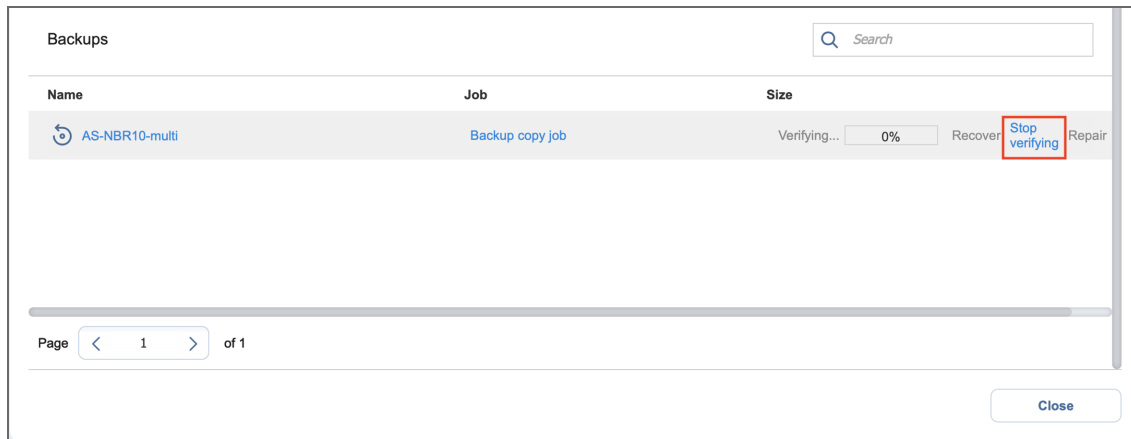 Backups
Search
Name Job Size
AS-NBR10-multi Backup copy job Verifying... 0% Recover Stop verifying Repair
Page 1 of 1
Close